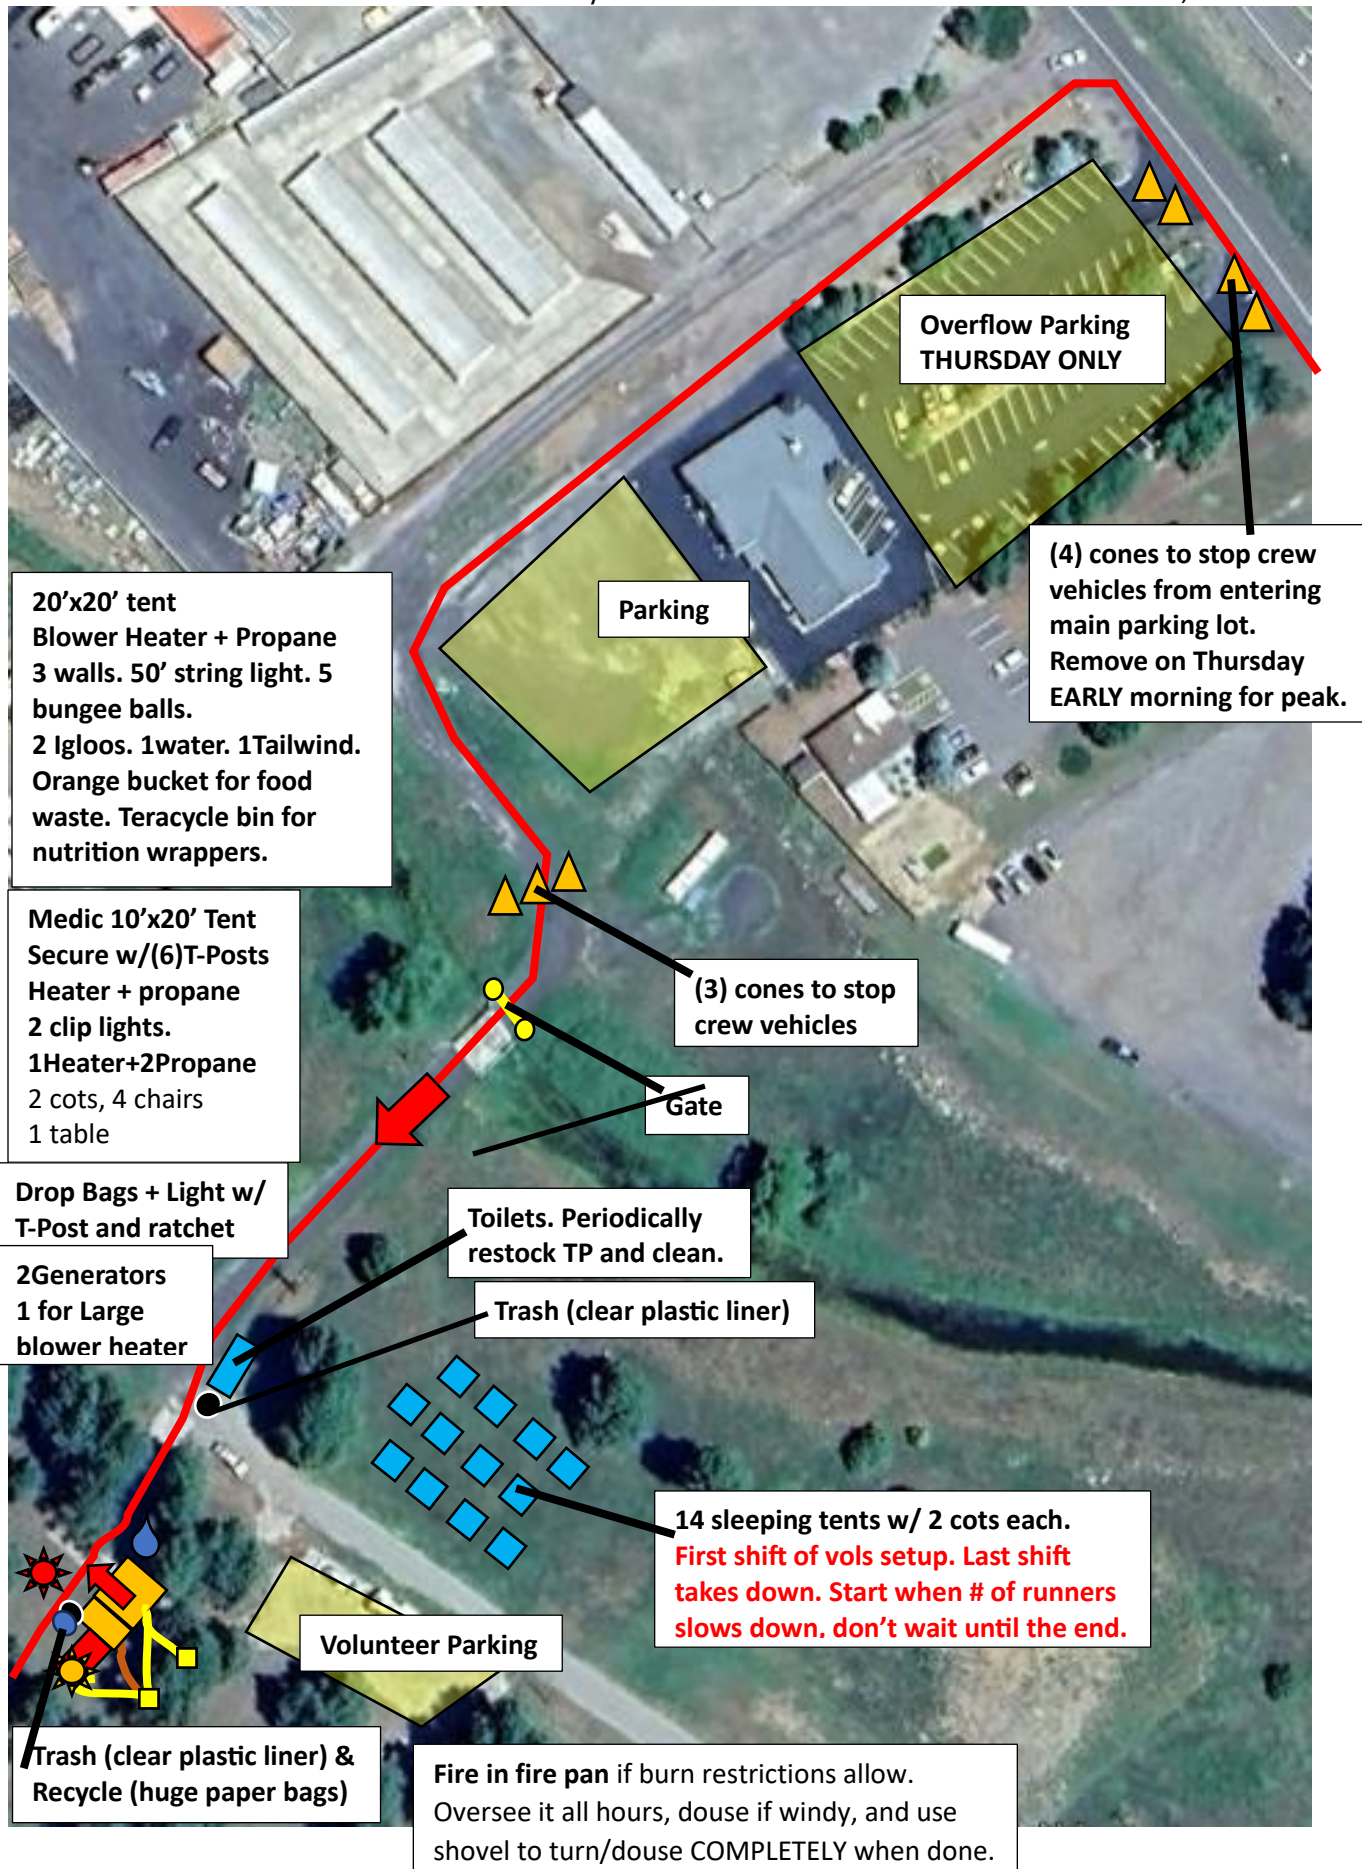 Overflow Parking
THURSDAY ONLY
(4) cones to stop crew
vehicles from entering
main parking lot.
Remove on Thursday
EARLY morning for peak.
Parking
20’x20’ tent
Blower Heater + Propane
3 walls. 50’ string light. 5
bungee balls.
2 Igloos. 1water. 1Tailwind.
Orange bucket for food
waste. Teracycle bin for
nutrition wrappers.
Medic 10’x20’ Tent
Secure w/(6)T-Posts
Heater + propane
2 clip lights.
1Heater+2Propane
2 cots, 4 chairs
1 table
(3) cones to stop
crew vehicles
Gate
Drop Bags + Light w/
T-Post and ratchet
Toilets. Periodically
restock TP and clean.
2Generators
1 for Large
blower heater
Trash (clear plastic liner)
14 sleeping tents w/ 2 cots each.
First shift of vols setup. Last shift
takes down. Start when # of runners
slows down, don’t wait until the end.
Volunteer Parking
Trash (clear plastic liner) &
Recycle (huge paper bags)
Fire in fire pan if burn restrictions allow.
Oversee it all hours, douse if windy, and use
shovel to turn/douse COMPLETELY when done.